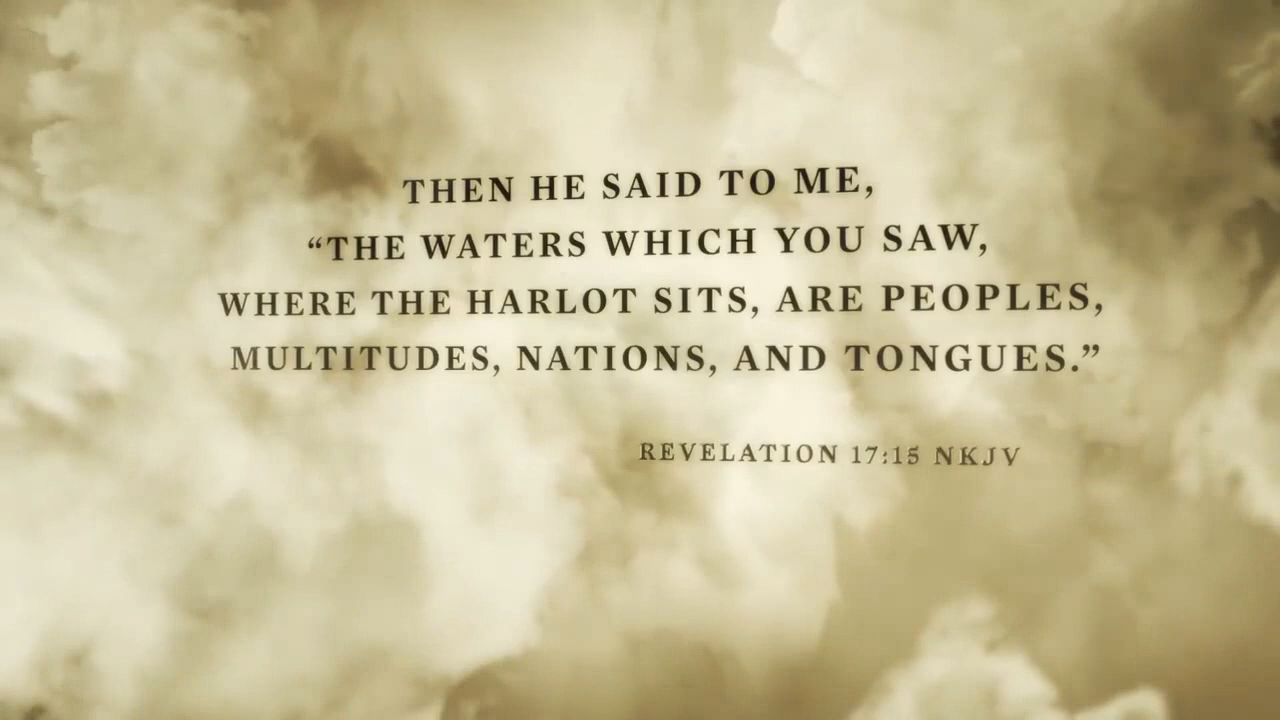 THEN HE SAID TO ME,
“THE WATERS WHICH YOU SAW,
WHERE THE HARLOT SITS, ARE PEOPLES,
MULTITUDES, NATIONS, AND TONGUES.”
REVELATION 17:15 NKJV